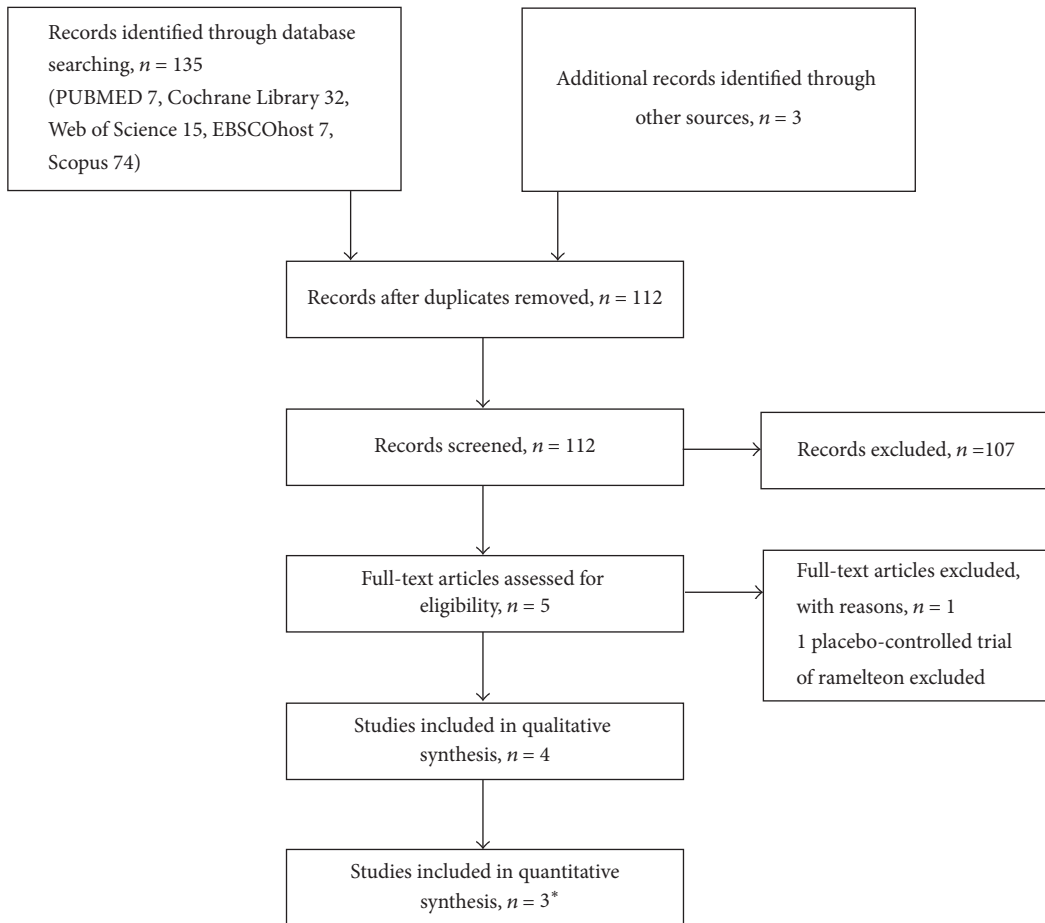 Records identified through database
searching, n = 135
(PUBMED 7, Cochrane Library 32,
Web of Science 15, EBSCOhost 7,
Scopus 74)
Additional records identified through
other sources, n = 3
Records after duplicates removed, n = 112
Records screened, n = 112
Records excluded, n =107
Full-text articles assessed for
eligibility, n = 5
Full-text articles excluded,
with reasons, n = 1
1 placebo-controlled trial
of ramelteon excluded
Studies included in qualitative
synthesis, n = 4
Studies included in quantitative
synthesis, n = 3*